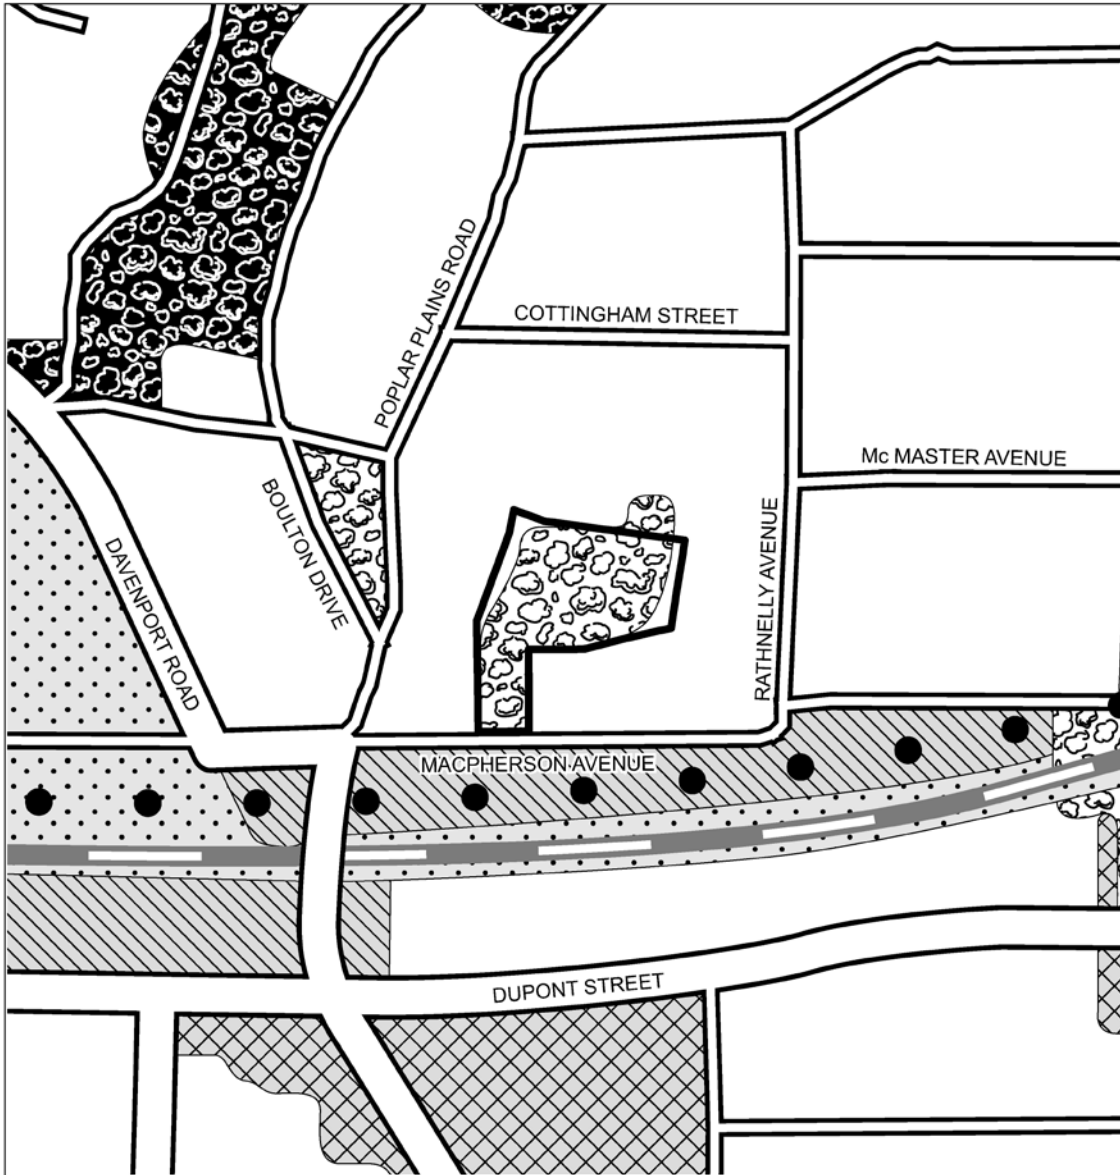 POPLAR PLAINS ROAD
COTTINGHAM STREET
Mc MASTER AVENUE
BOULTON DRIVE
DAVENPORT ROAD
RATHNELLY AVENUE
MACPHERSON AVENUE
DUPONT STREET